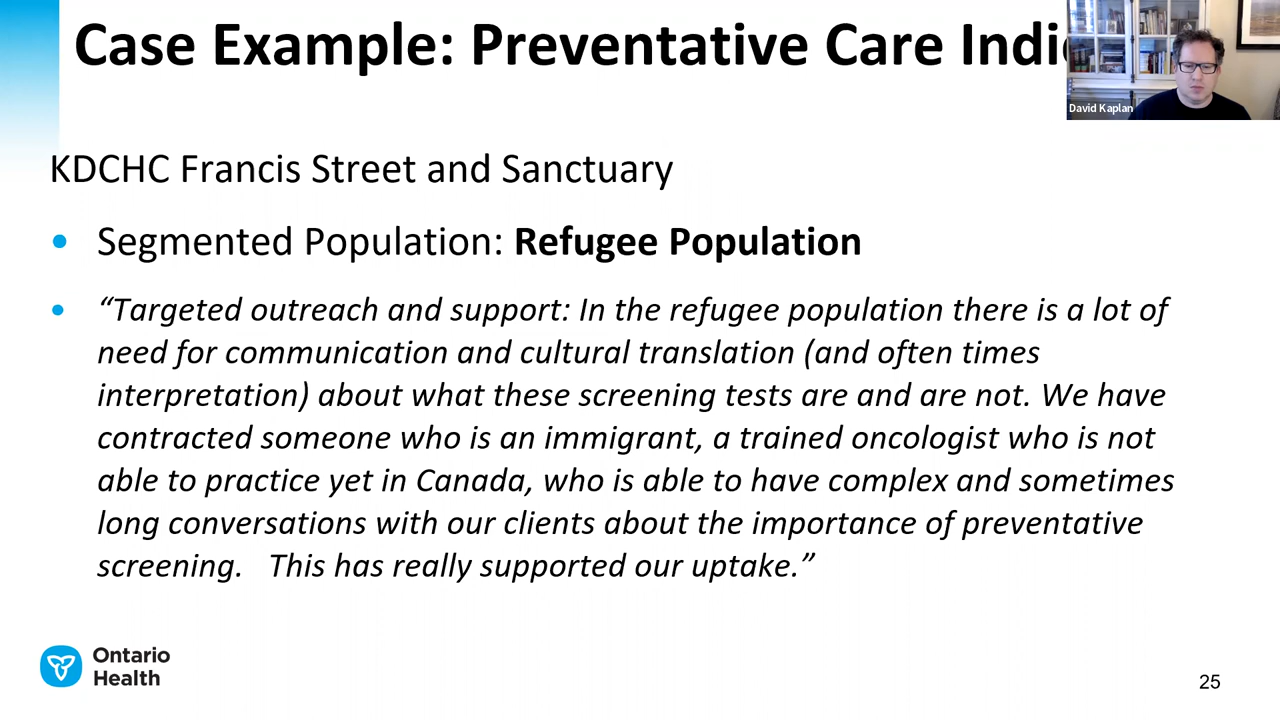 Case Example: Preventative Care
David Kaplan
KDCHC Francis Street and Sanctuary
• Segmented Population: Refugee Population
• “Targeted outreach and support: In the refugee population there is a lot of
need for communication and cultural translation (and often times
interpretation) about what these screening tests are and are not. We have
contracted someone who is an immigrant, a trained oncologist who is not
able to practice yet in Canada, who is able to have complex and sometimes
long conversations with our clients about the importance of preventative
screening.   This has really supported our uptake.”
Ontario
Health
25